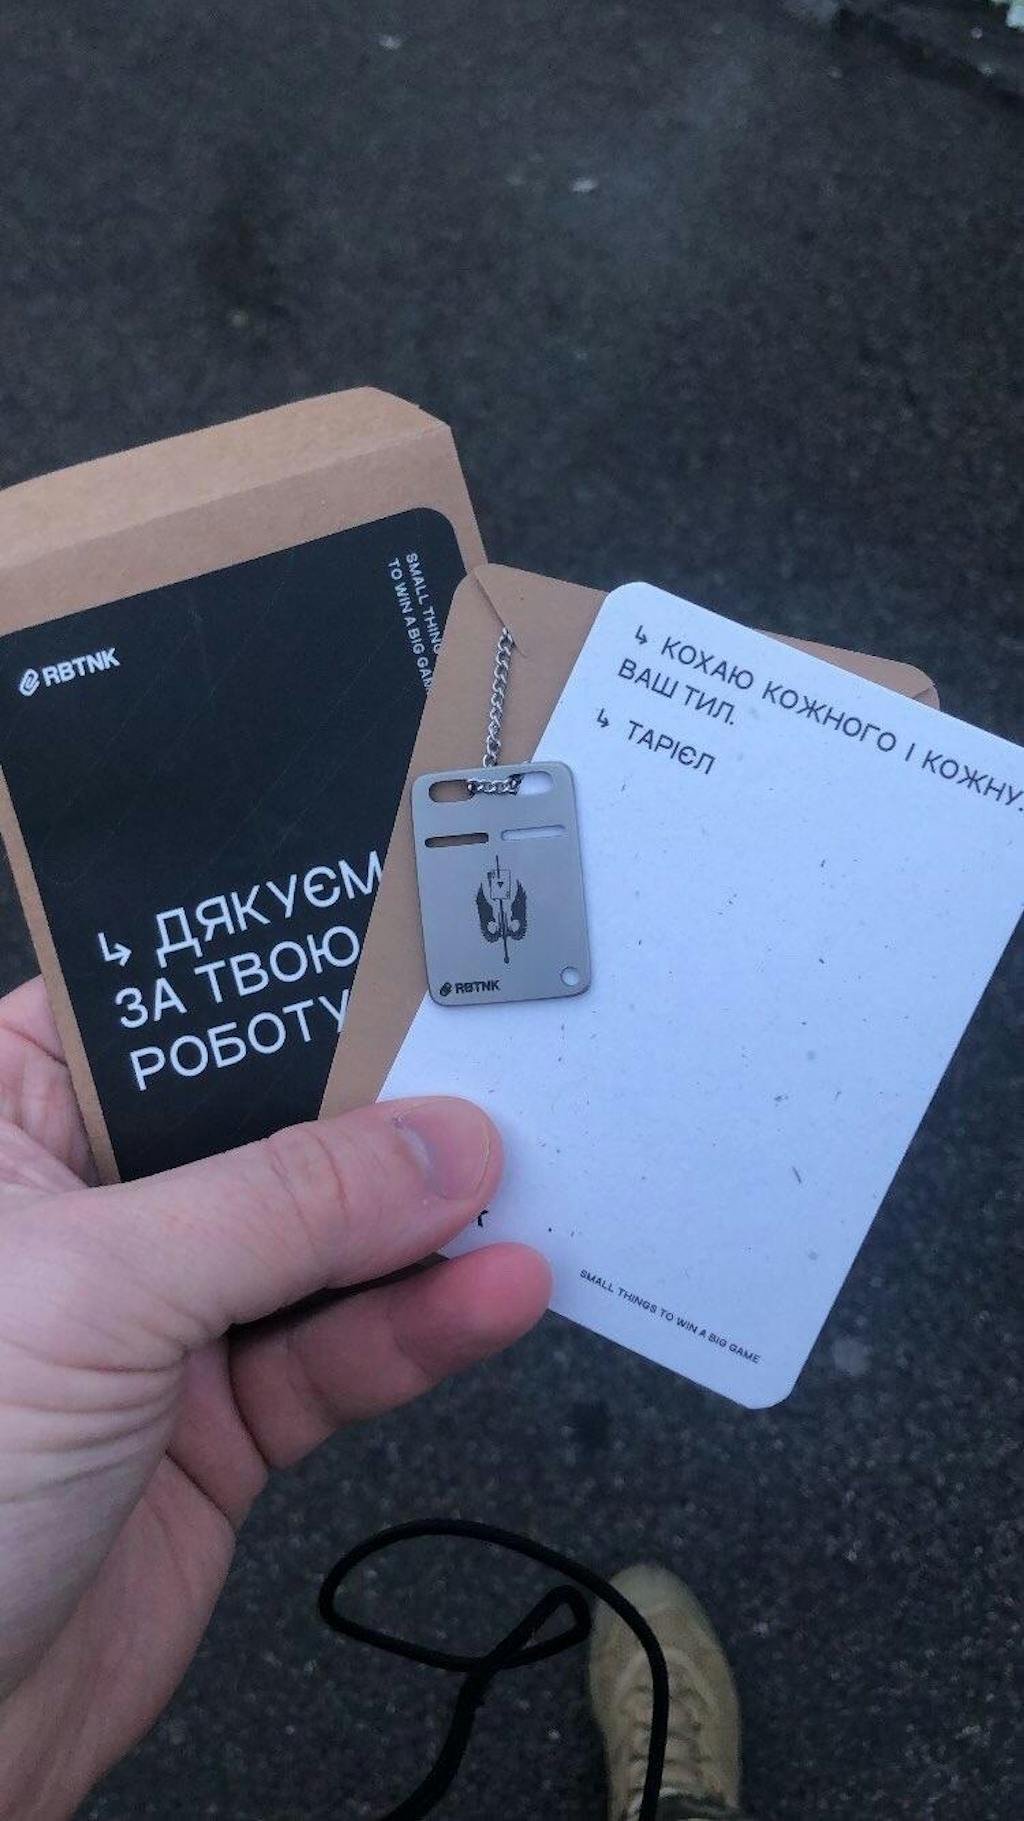 RBTNK
SMALL THING
TO WIN A BIG GAM
↳ ДЯКУЄМ
ЗА ТВОЮ
РОБОТУ
RBTNK
↳ КОХАЮ КОЖНОГО І КОЖНУ.
ВАШ ТИЛ.
↳ ТАРІЄЛ
SMALL THINGS TO WIN A BIG GAME